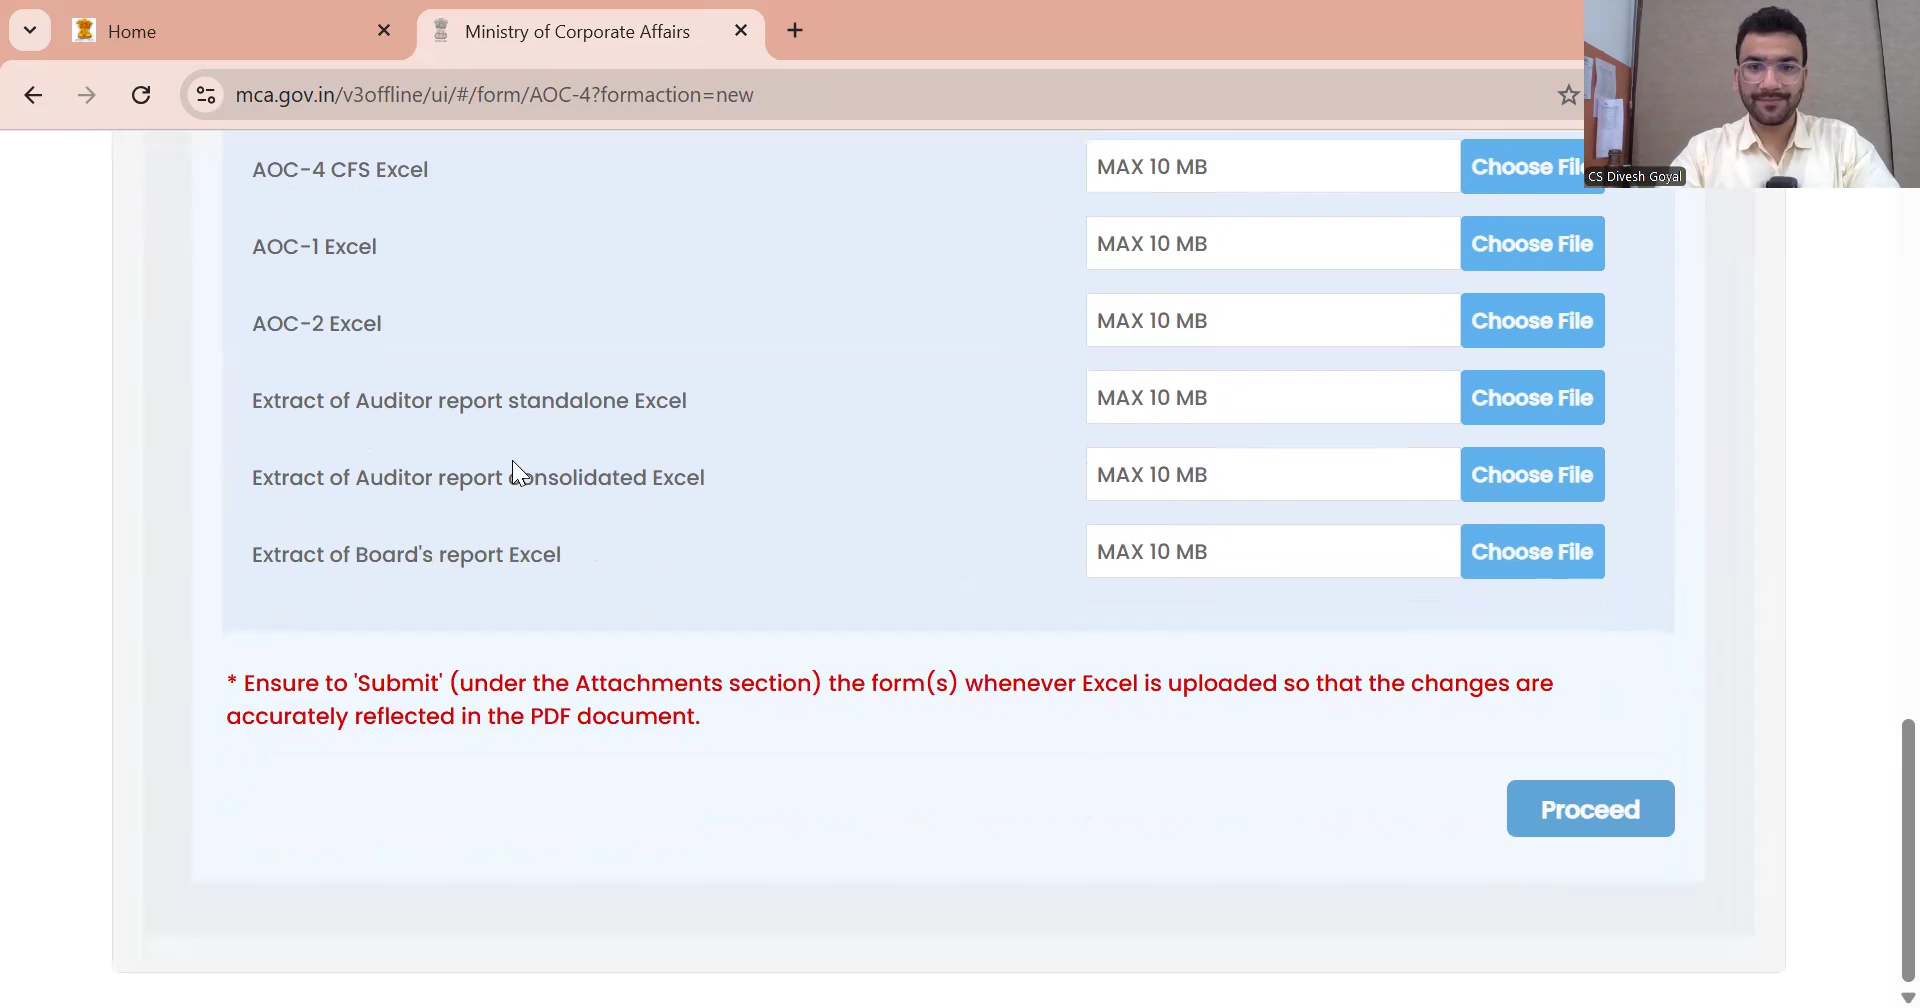 Home
Ministry of Corporate Affairs
mca.gov.in/v3offline/ui/#/form/AOC-4?formaction=new
CS Divesh Goyal
AOC-4 CFS Excel
MAX 10 MB
Choose File
AOC-1 Excel
MAX 10 MB
Choose File
AOC-2 Excel
MAX 10 MB
Choose File
Extract of Auditor report standalone Excel
MAX 10 MB
Choose File
Extract of Auditor report consolidated Excel
MAX 10 MB
Choose File
Extract of Board's report Excel
MAX 10 MB
Choose File
* Ensure to 'Submit' (under the Attachments section) the form(s) whenever Excel is uploaded so that the changes are
accurately reflected in the PDF document.
Proceed